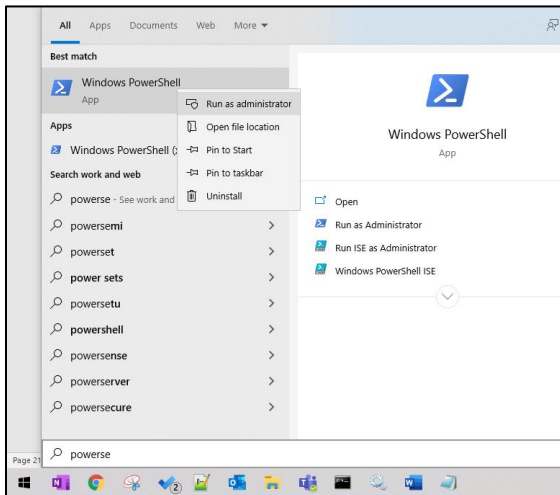 All Apps Documents Web More
Best match
Windows PowerShell
App
Run as administrator
Open file location
Pin to Start
Pin to taskbar
Uninstall
Apps
Windows PowerShell (
Search work and web
powerse - See work and
powersemi
powerset
power sets
powersetu
powershell
powersense
powerserver
powersecure
Windows PowerShell
App
Open
Run as Administrator
Run ISE as Administrator
Windows PowerShell ISE
Page 21
powerse
2